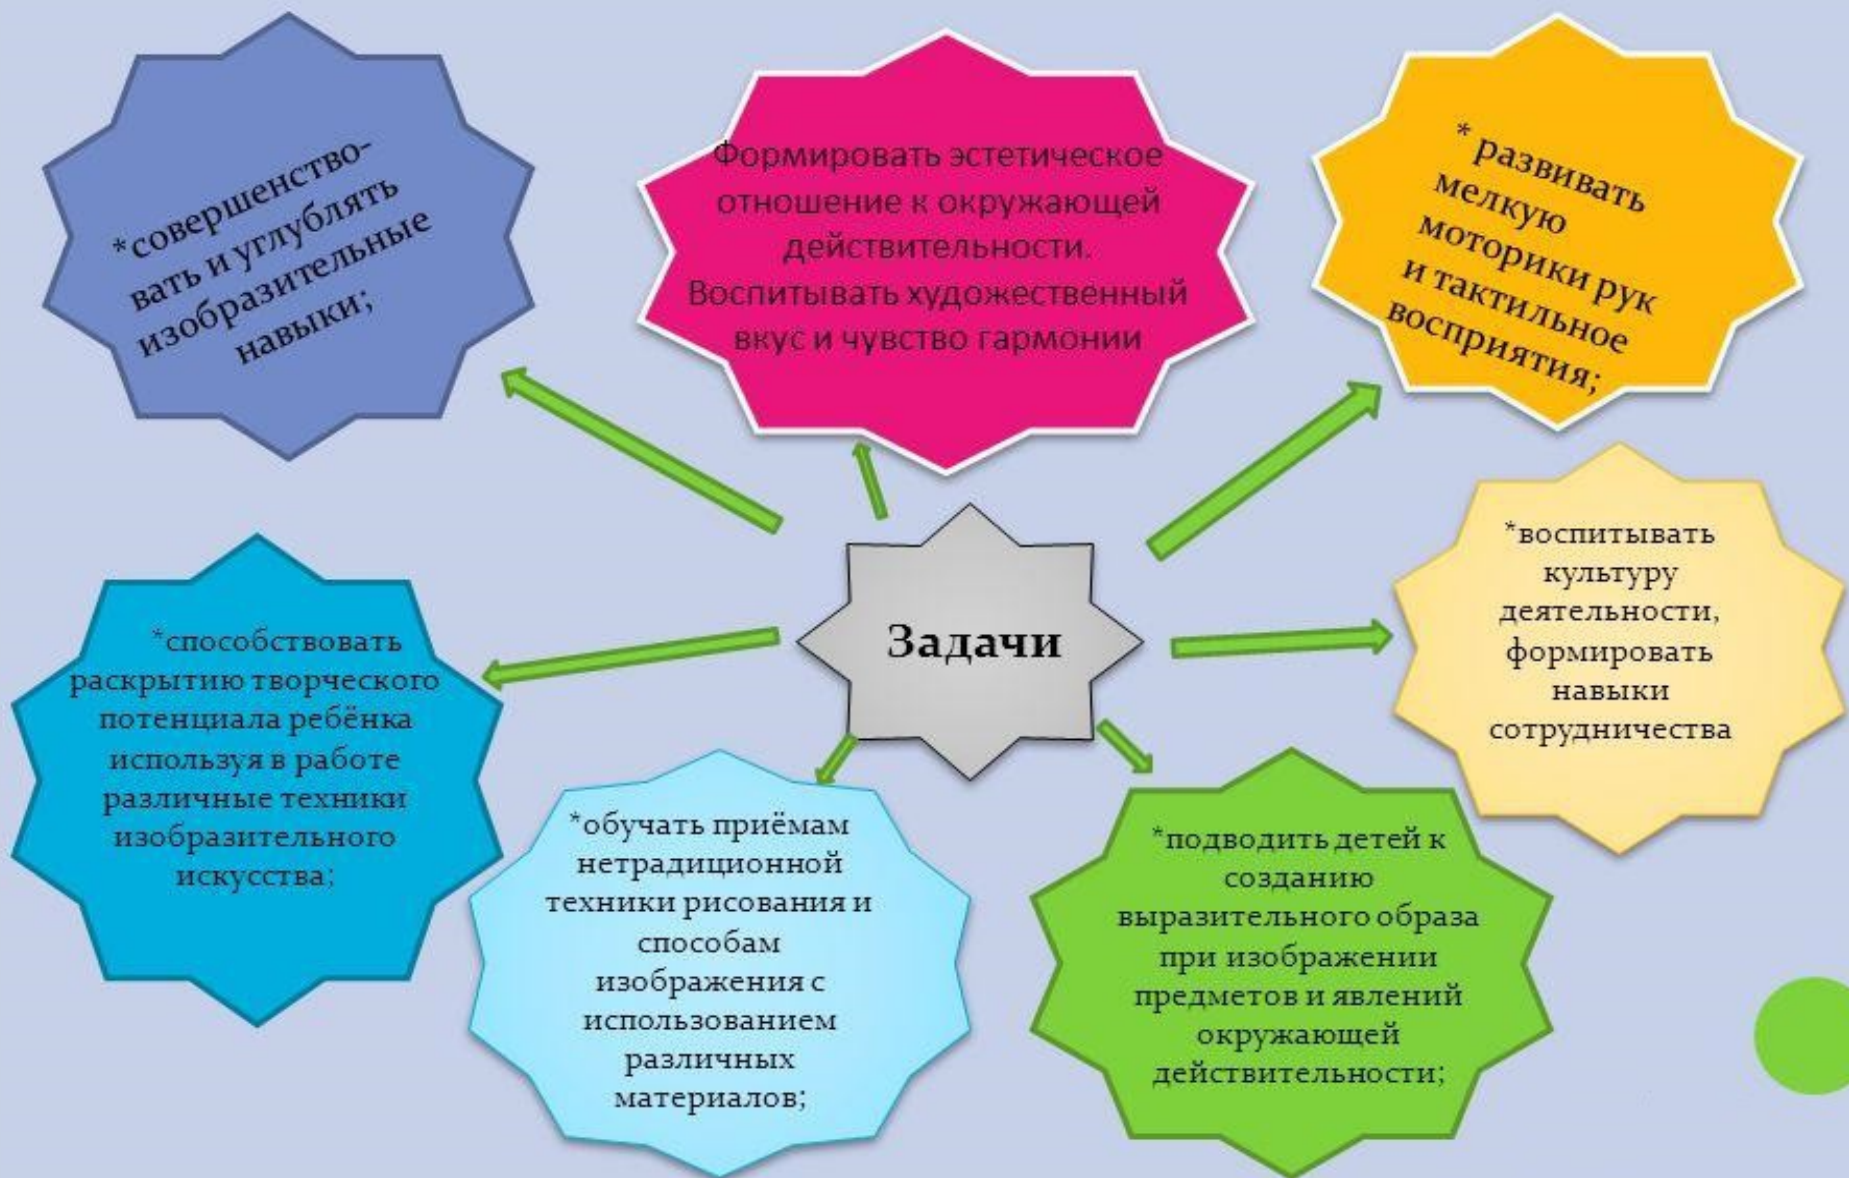 *совершенство-
вать и углублять
изобразительные
навыки;
Формировать эстетическое
отношение к окружающей
действительности.
Воспитывать художественный
вкус и чувство гармонии
* развивать
мелкую
моторики рук
и тактильное
восприятия;
Задачи
*воспитывать
культуру
деятельности,
формировать
навыки
сотрудничества
*способствовать
раскрытию творческого
потенциала ребёнка
используя в работе
различные техники
изобразительного
искусства;
*обучать приёмам
нетрадиционной
техники рисования и
способам
изображения с
использованием
различных
материалов;
*подводить детей к
созданию
выразительного образа
при изображении
предметов и явлений
окружающей
действительности;